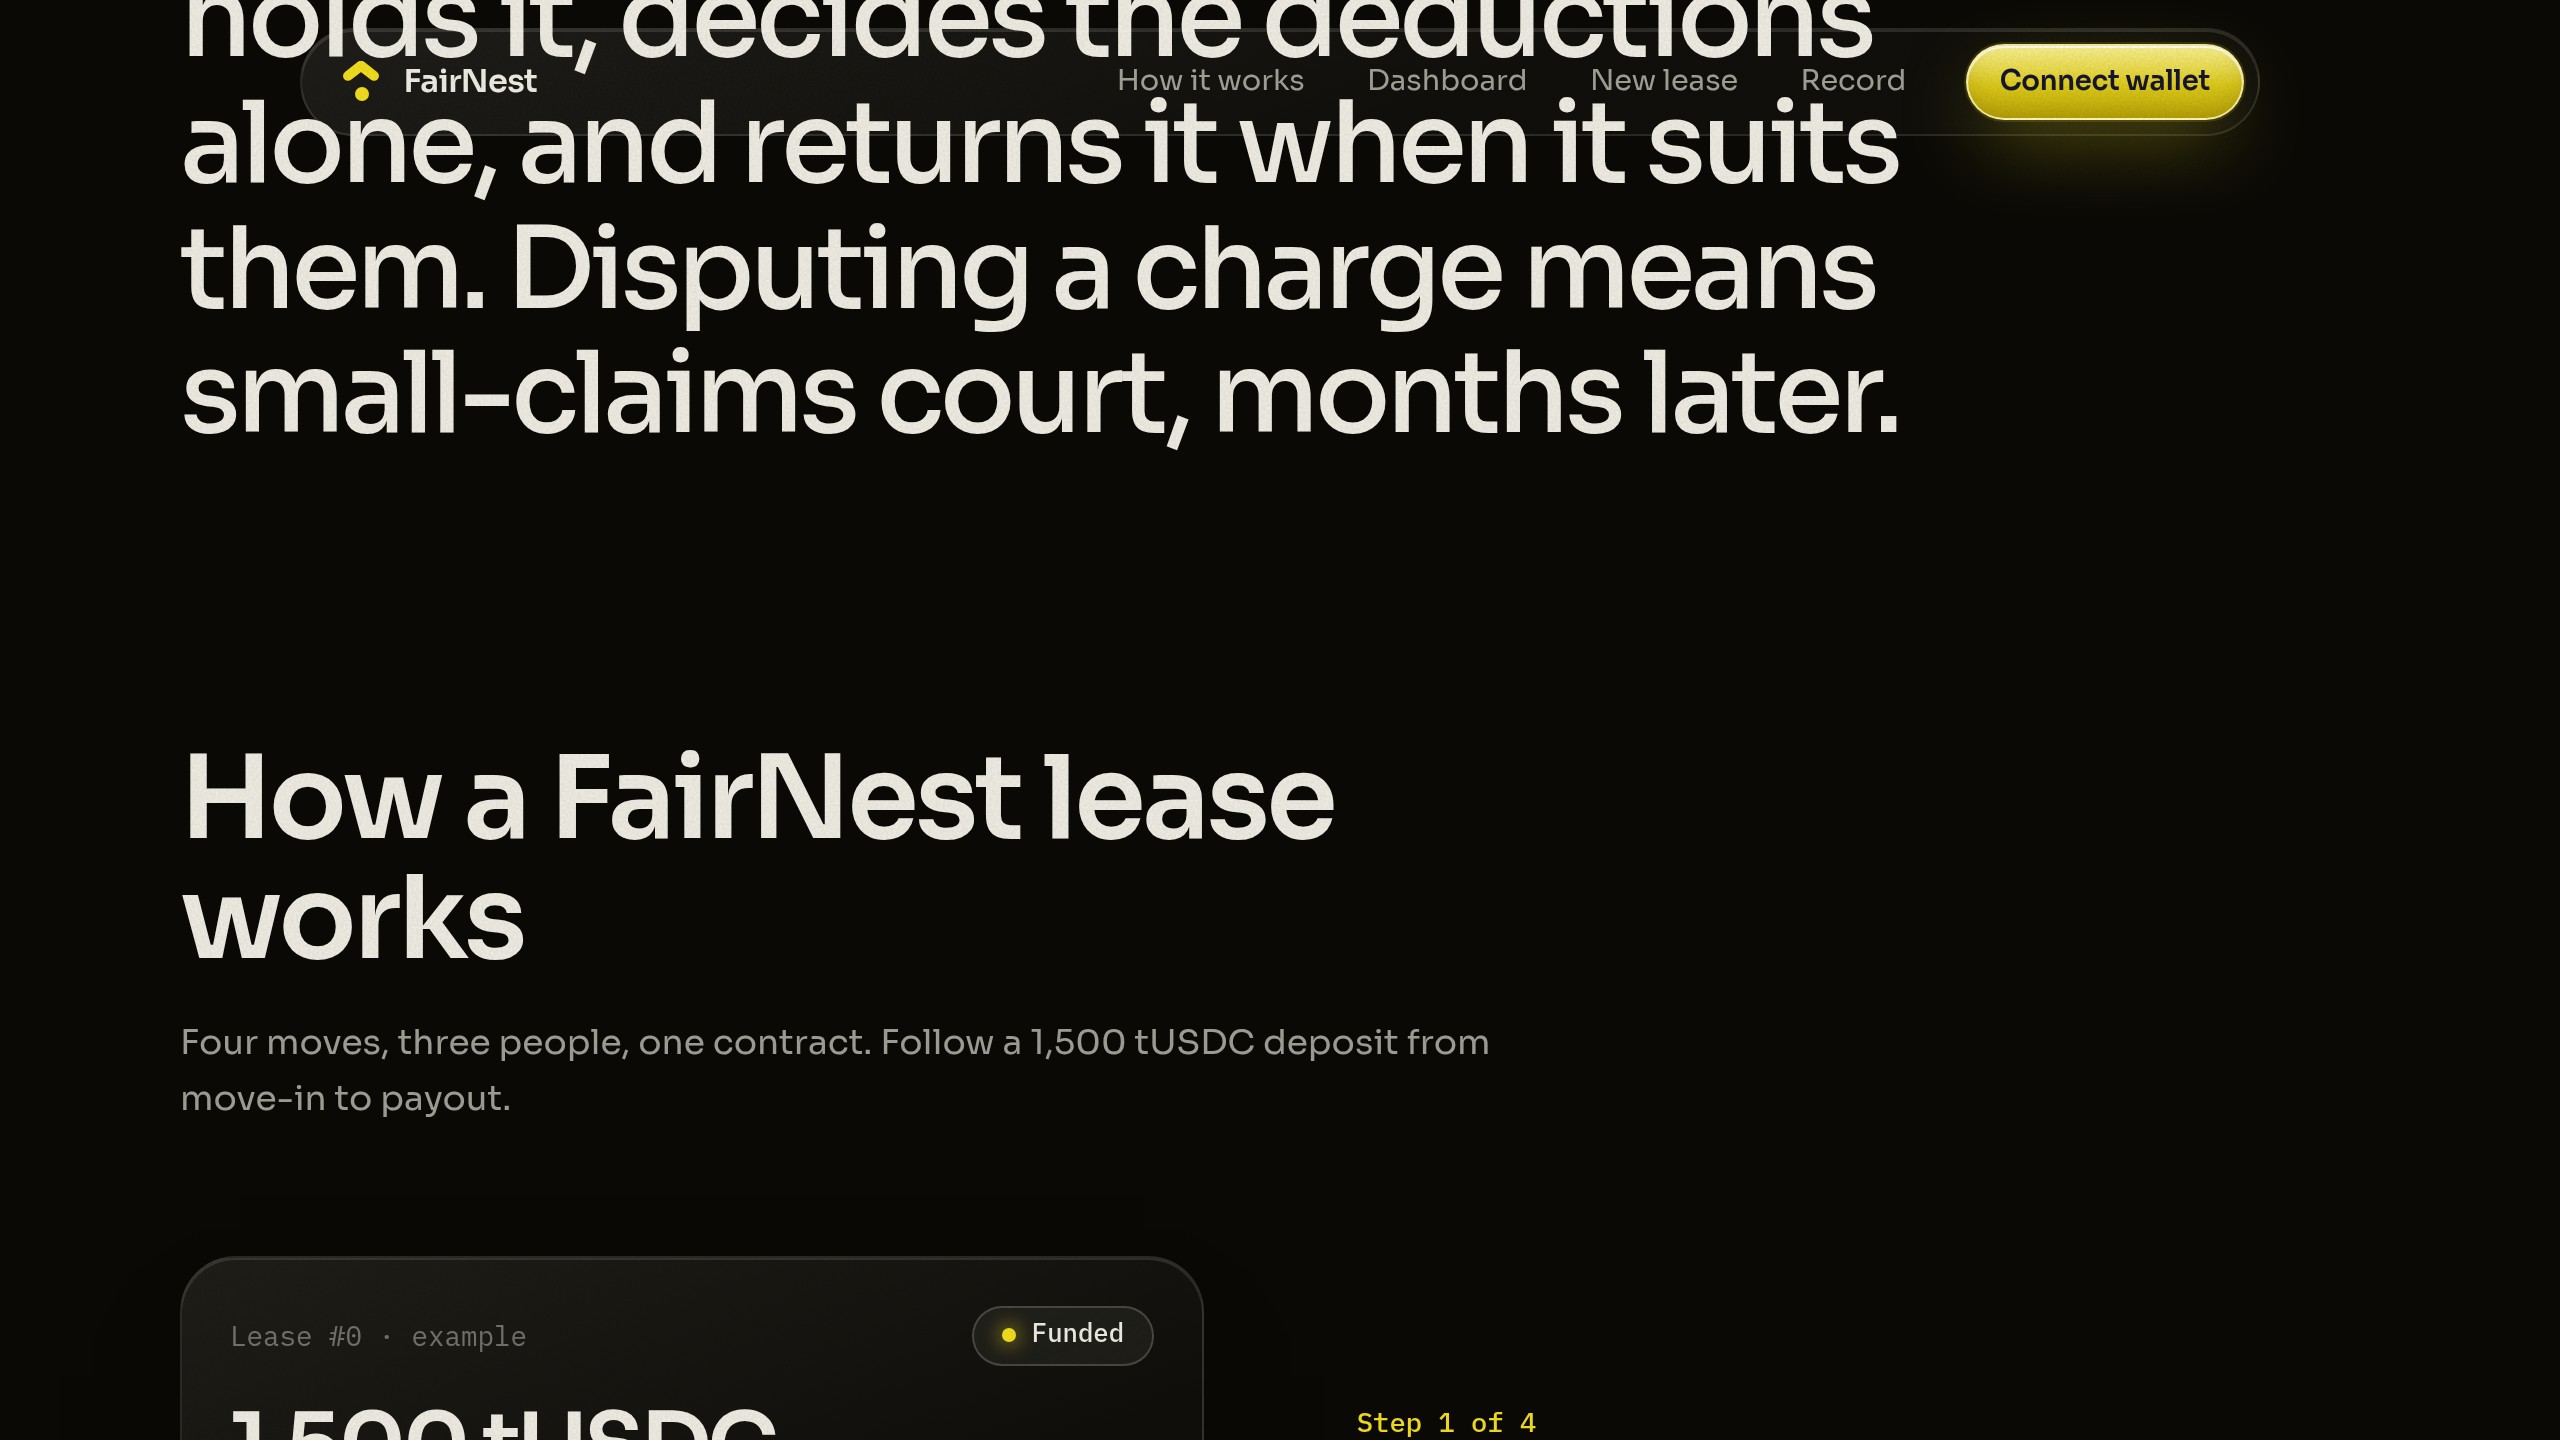 holds it, decides the deductions
FairNest
How it works
Dashboard
New lease
Record
Connect wallet
alone, and returns it when it suits
them. Disputing a charge means
small-claims court, months later.
How a FairNest lease
works
Four moves, three people, one contract. Follow a 1,500 tUSDC deposit from
move-in to payout.
Lease #0 · example
Funded
1,500 tUSDC
Step 1 of 4